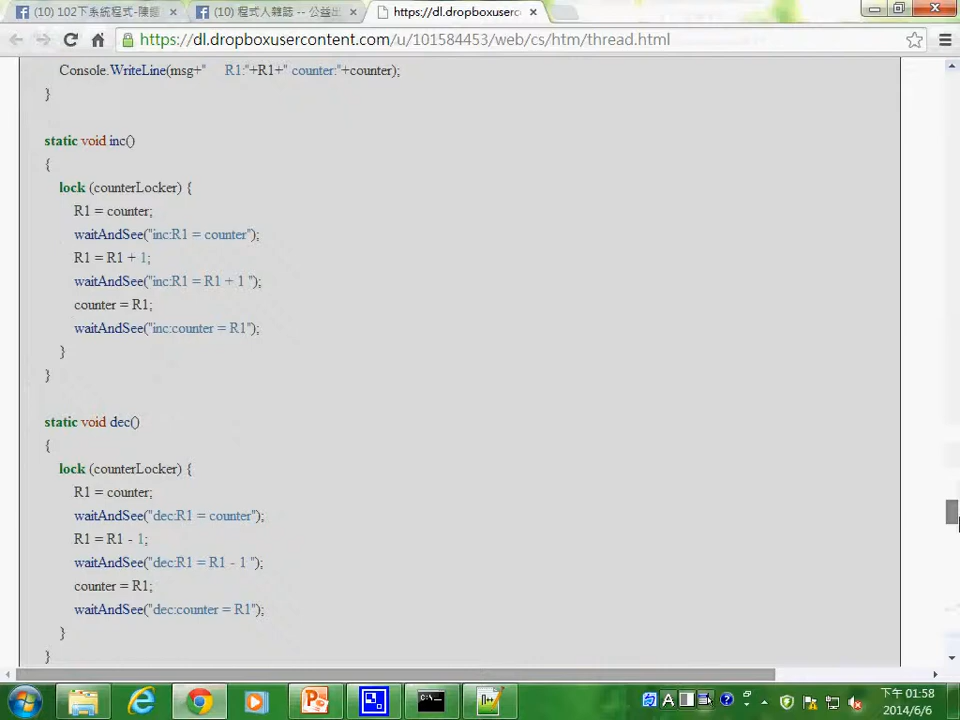 (10) 102下系統程式-陳鍾
(10) 程式人雜誌 -- 公益出
https://dl.dropboxusercontent.com/u/101584453/web/cs/htm/thread.html
Console.WriteLine(msg+" R1:"+R1+" counter:"+counter);
}
static void inc()
{
lock (counterLocker) {
R1 = counter;
waitAndSee("inc:R1 = counter");
R1 = R1 + 1;
waitAndSee("inc:R1 = R1 + 1 ");
counter = R1;
waitAndSee("inc:counter = R1");
}
}
static void dec()
{
lock (counterLocker) {
R1 = counter;
waitAndSee("dec:R1 = counter");
R1 = R1 - 1;
waitAndSee("dec:R1 = R1 - 1 ");
counter = R1;
waitAndSee("dec:counter = R1");
}
}
下午 01:58
2014/6/6